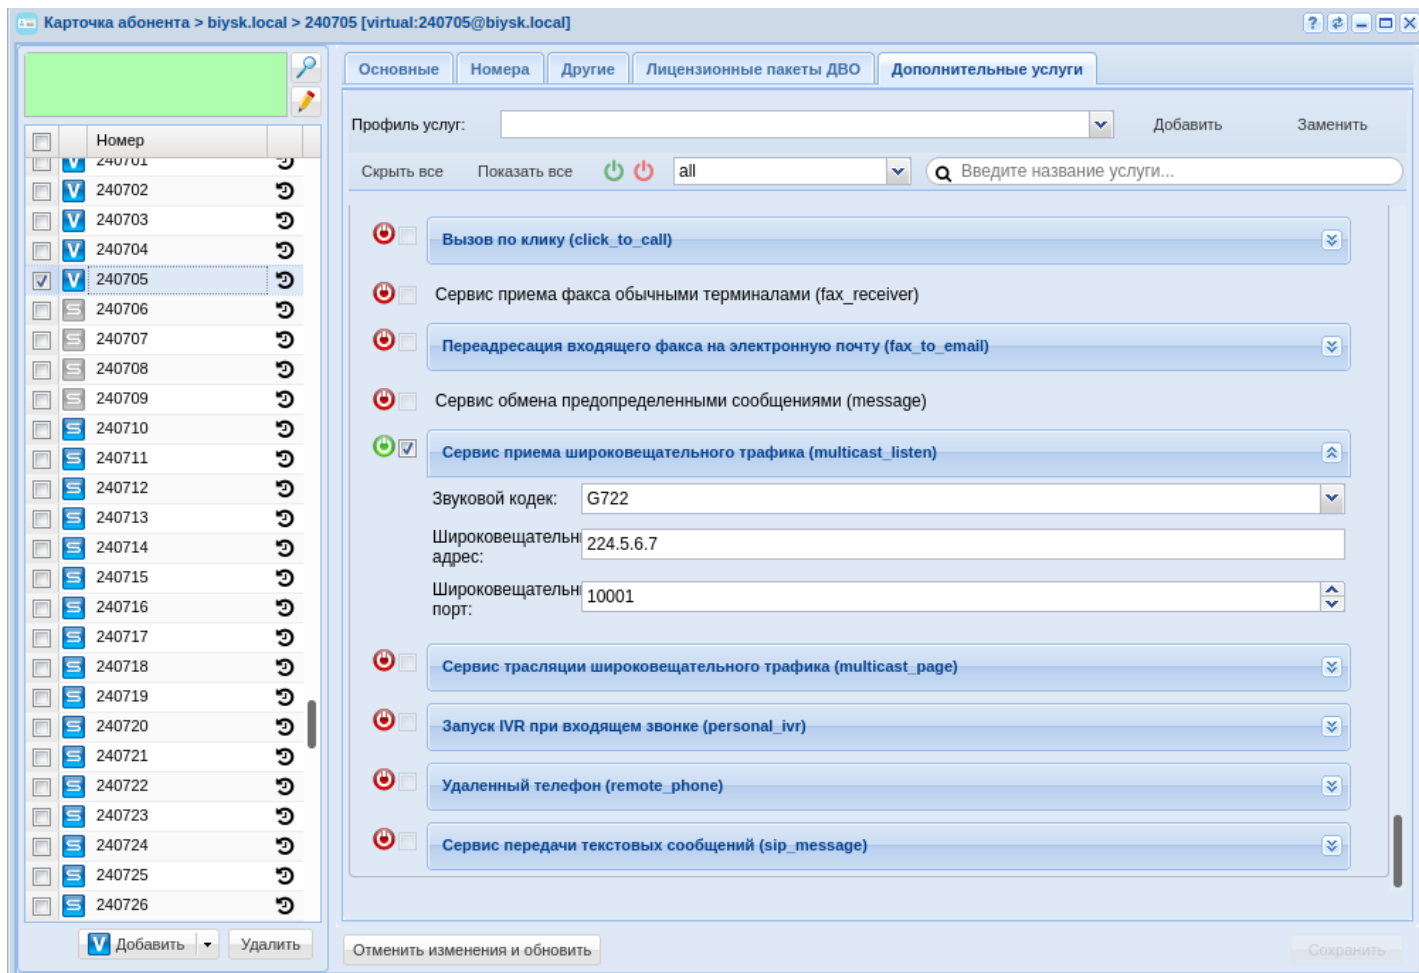 Карточка абонента > biysk.local > 240705 [virtual:240705@biysk.local]
Основные
Номера
Другие
Лицензионные пакеты ДВО
Дополнительные услуги
Профиль услуг:
Добавить
Заменить
Скрыть все
Показать все
all
Введите название услуги...
Номер
240701
240702
240703
240704
240705
240706
240707
240708
240709
240710
240711
240712
240713
240714
240715
240716
240717
240718
240719
240720
240721
240722
240723
240724
240725
240726
Добавить
Удалить
Вызов по клику (click_to_call)
Сервис приема факса обычными терминалами (fax_receiver)
Переадресация входящего факса на электронную почту (fax_to_email)
Сервис обмена предопределенными сообщениями (message)
Сервис приема широковещательного трафика (multicast_listen)
Звуковой кодек: G722
Широковещательн
адрес:
224.5.6.7
Широковещательн
порт:
10001
Сервис трасляции широковещательного трафика (multicast_page)
Запуск IVR при входящем звонке (personal_ivr)
Удаленный телефон (remote_phone)
Сервис передачи текстовых сообщений (sip_message)
Отменить изменения и обновить
Сохранить